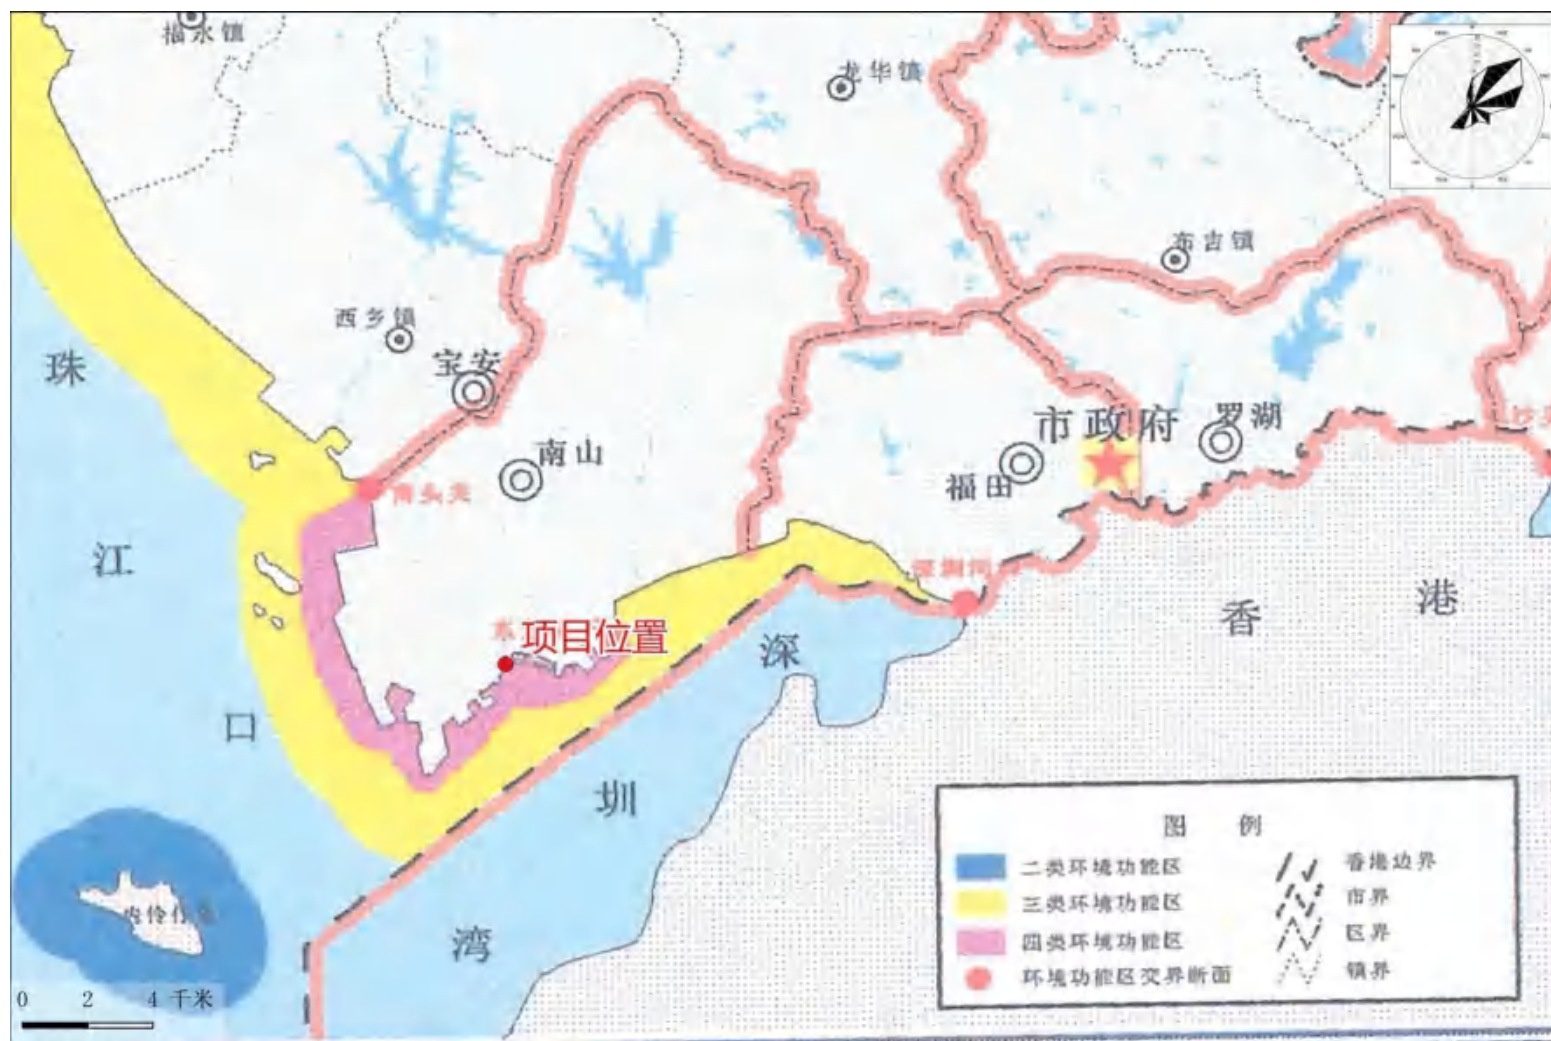 福永镇
龙华镇
布吉镇
西乡镇
宝安
珠
南山
市政府
罗湖
福田
南头关
江
深圳河
香
港
项目位置
深
口
圳
湾
图 例
二类环境功能区
香港边界
三类环境功能区
市界
四类环境功能区
区界
环境功能区交界断面
镇界
0 2 4 千米